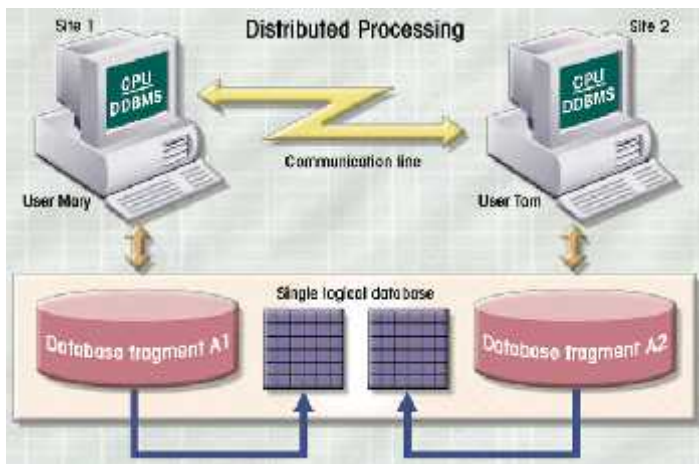 Site 1
Distributed Processing
Site 2
CPU
DDBMS
CPU
DDBMS
Communication line
User Mary
User Tom
Single logical database
Database fragment A1
Database fragment A2